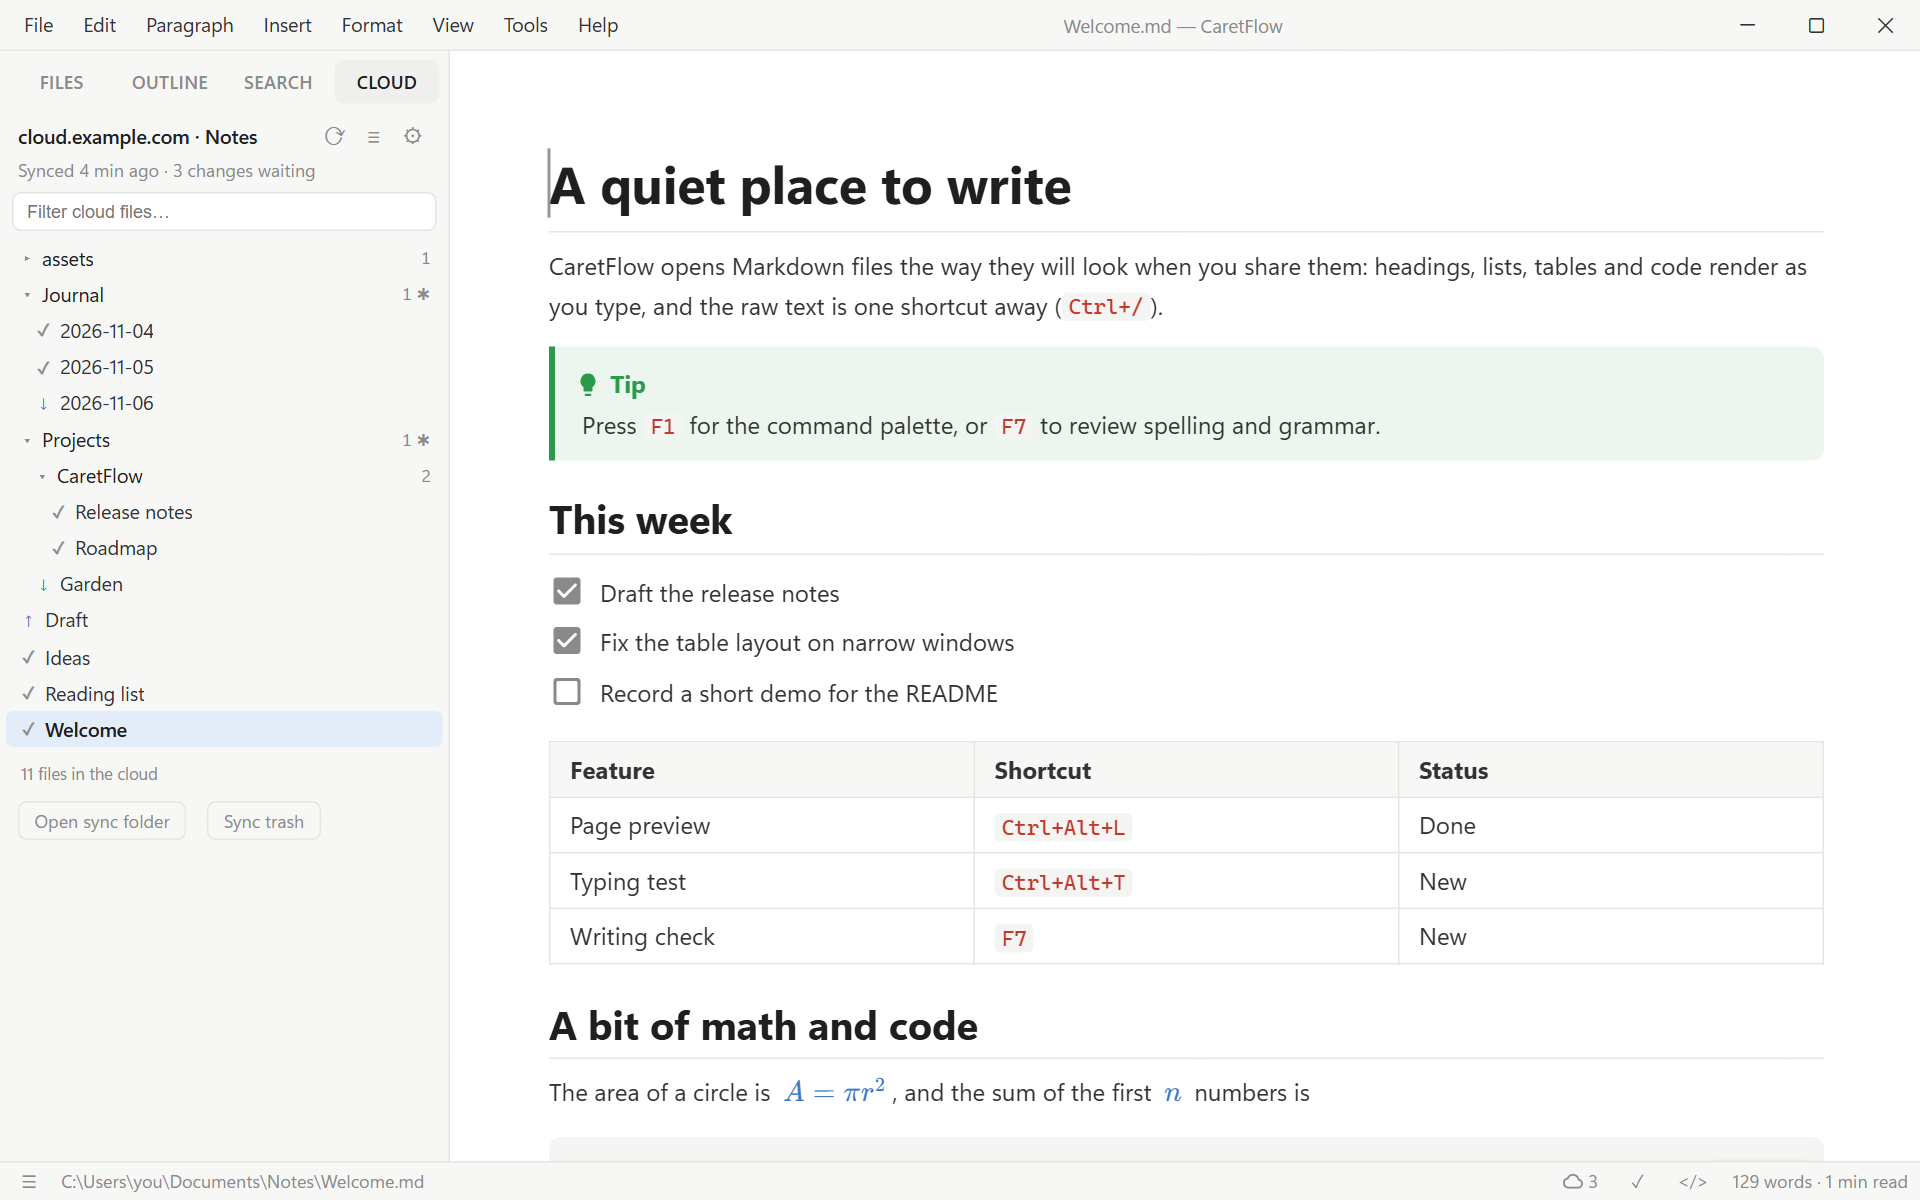 File Edit Paragraph Insert Format View Tools Help
Welcome.md — CaretFlow
FILES OUTLINE SEARCH CLOUD
cloud.example.com · Notes
Synced 4 min ago · 3 changes waiting
Filter cloud files…
assets 1
Journal 1 ✱
✓ 2026-11-04
✓ 2026-11-05
↓ 2026-11-06
Projects 1 ✱
CaretFlow 2
✓ Release notes
✓ Roadmap
↓ Garden
↑ Draft
✓ Ideas
✓ Reading list
✓ Welcome
11 files in the cloud
Open sync folder Sync trash
A quiet place to write
CaretFlow opens Markdown files the way they will look when you share them: headings, lists, tables and code render as
you type, and the raw text is one shortcut away ( Ctrl+/ ).
Tip
Press F1 for the command palette, or F7 to review spelling and grammar.
This week
Draft the release notes
Fix the table layout on narrow windows
Record a short demo for the README
Feature Shortcut Status
Page preview Ctrl+Alt+L Done
Typing test Ctrl+Alt+T New
Writing check F7 New
A bit of math and code
The area of a circle is A = πr², and the sum of the first n numbers is
C:\Users\you\Documents\Notes\Welcome.md
3 ✓ </> 129 words · 1 min read